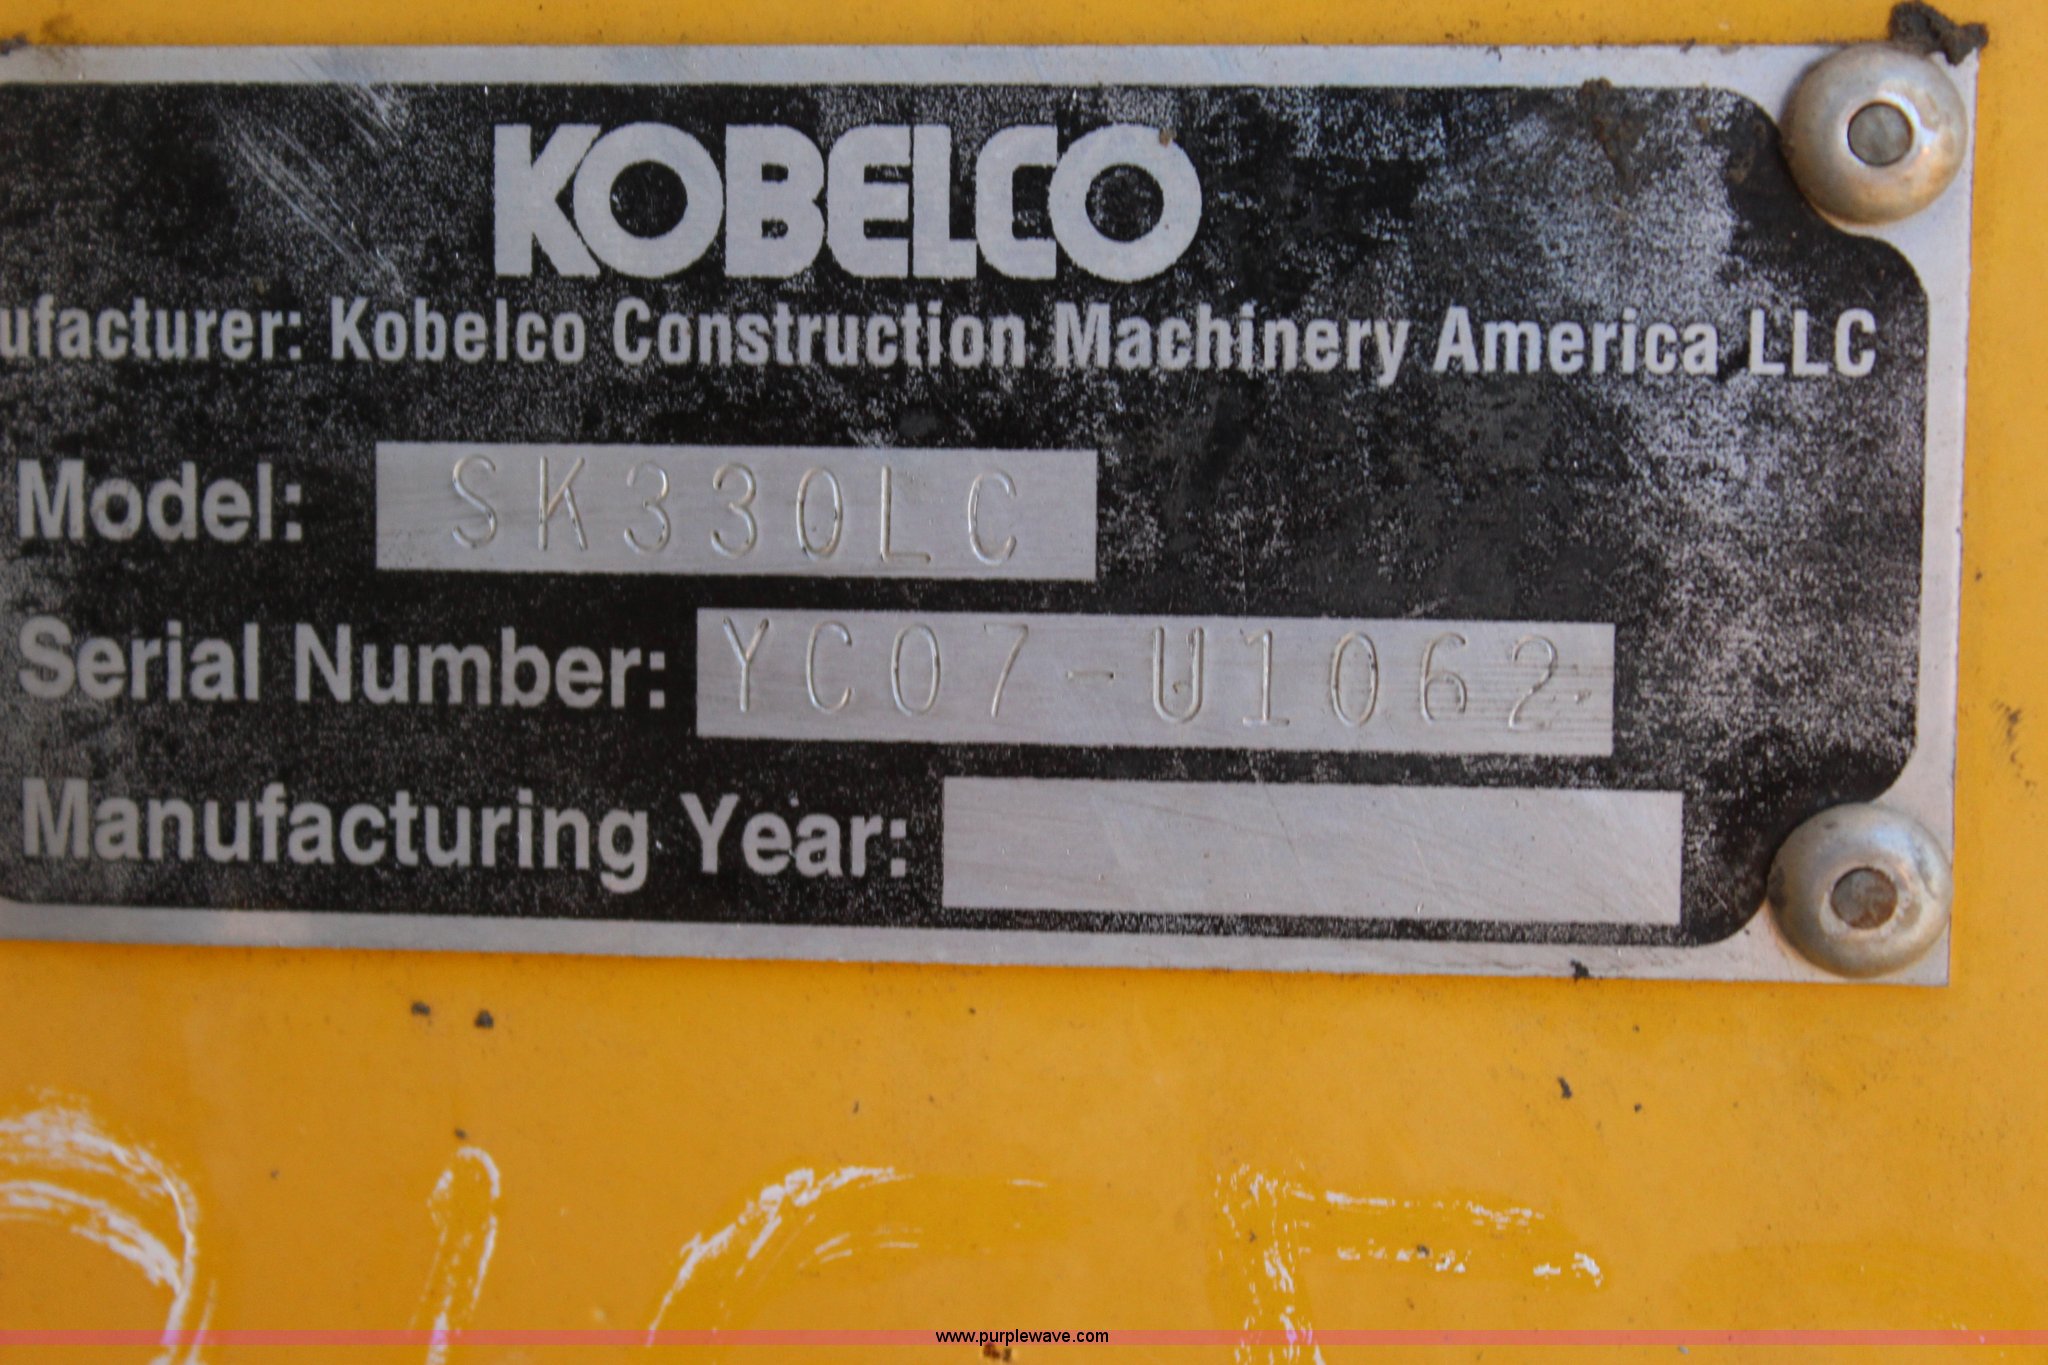 KOBELCO
ufacturer: Kobelco Construction Machinery America LLC
Model: SK330LC
Serial Number: YC07-U1062
Manufacturing Year:
www.purplewave.com